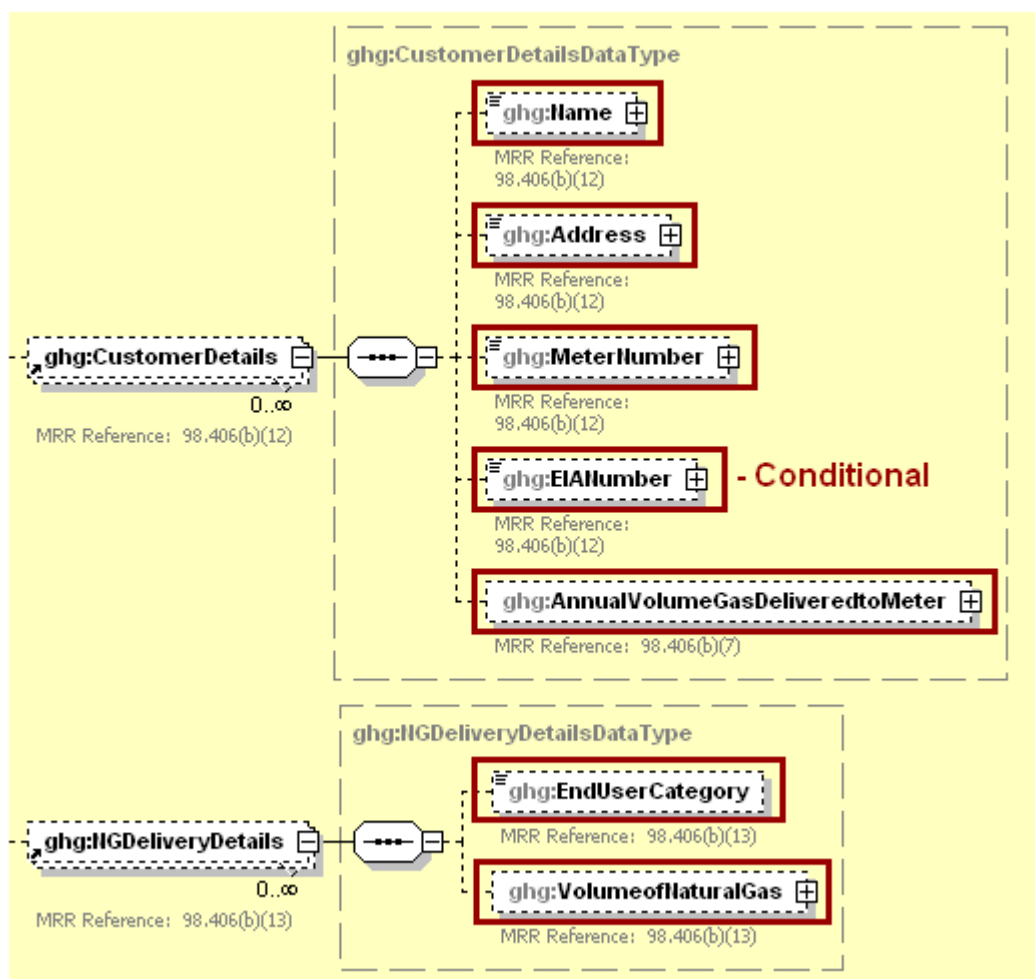 ghg:CustomerDetailsDataType
ghg:Name
MRR Reference:
98.406(b)(12)
ghg:Address
MRR Reference:
98.406(b)(12)
ghg:CustomerDetails
0..∞
MRR Reference: 98.406(b)(12)
ghg:MeterNumber
MRR Reference:
98.406(b)(12)
ghg:EIANumber - Conditional
MRR Reference:
98.406(b)(12)
ghg:AnnualVolumeGasDeliveredtoMeter
MRR Reference: 98.406(b)(7)
ghg:NGDeliveryDetailsDataType
ghg:EndUserCategory
MRR Reference: 98.406(b)(13)
ghg:NGDeliveryDetails
0..∞
MRR Reference: 98.406(b)(13)
ghg:VolumeofNaturalGas
MRR Reference: 98.406(b)(13)